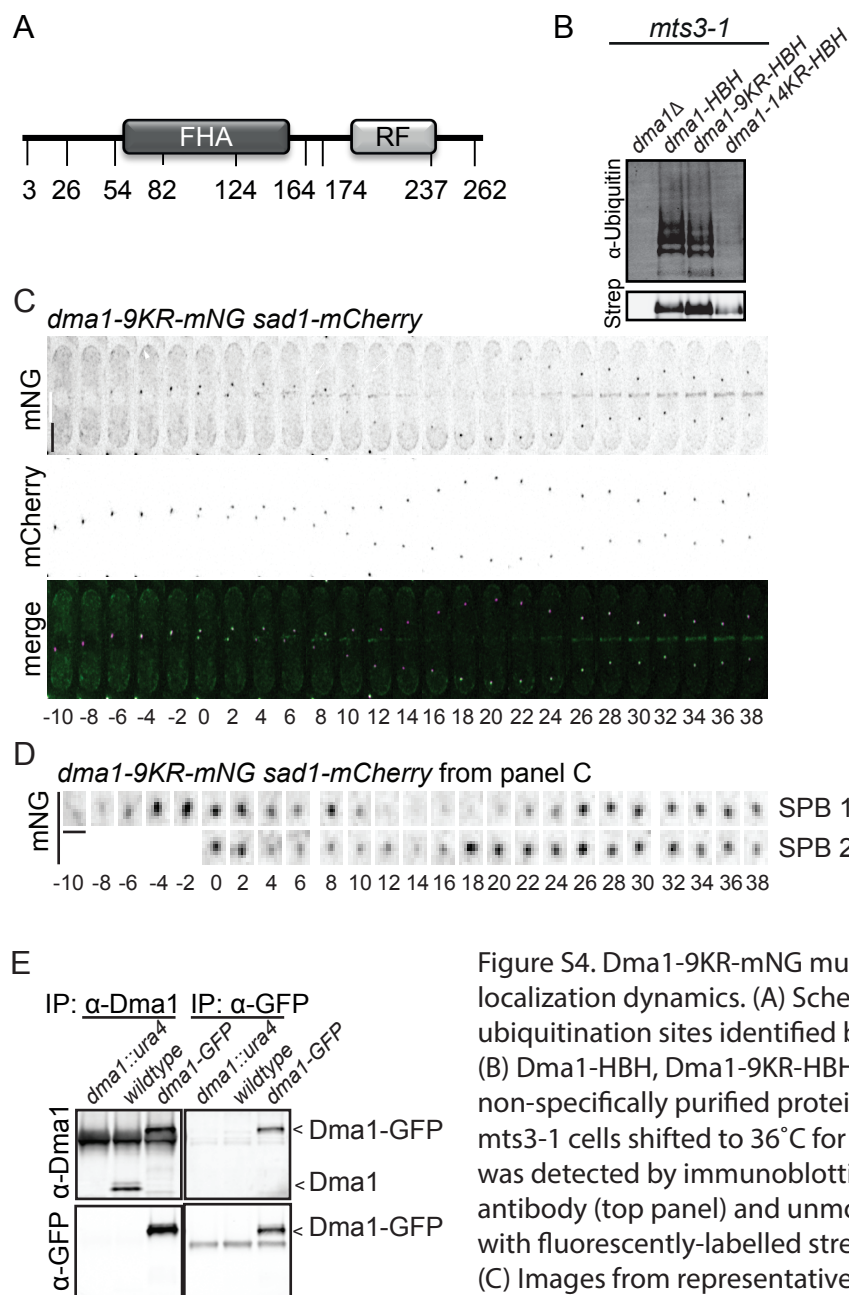 A
FHA
RF
3 26 54 82 124 164 174 237 262
B
mts3-1
dma1Δ
dma1-HBH
dma1-9KR-HBH
dma1-14KR-HBH
α-Ubiquitin
Strep
C
dma1-9KR-mNG sad1-mCherry
mNG
mCherry
merge
-10 -8 -6 -4 -2 0 2 4 6 8 10 12 14 16 18 20 22 24 26 28 30 32 34 36 38
D
dma1-9KR-mNG sad1-mCherry from panel C
mNG
SPB 1
SPB 2
-10 -8 -6 -4 -2 0 2 4 6 8 10 12 14 16 18 20 22 24 26 28 30 32 34 36 38
E
IP: α-Dma1 IP: α-GFP
dma1::ura4
wildtype
dma1-GFP
dma1::ura4
wildtype
dma1-GFP
α-Dma1
< Dma1-GFP
< Dma1
α-GFP
< Dma1-GFP
Figure S4. Dma1-9KR-mNG mu
localization dynamics. (A) Sche
ubiquitination sites identified b
(B) Dma1-HBH, Dma1-9KR-HBH
non-specifically purified protein
mts3-1 cells shifted to 36˚C for
was detected by immunoblotti
antibody (top panel) and unmo
with fluorescently-labelled stre
(C) Images from representative